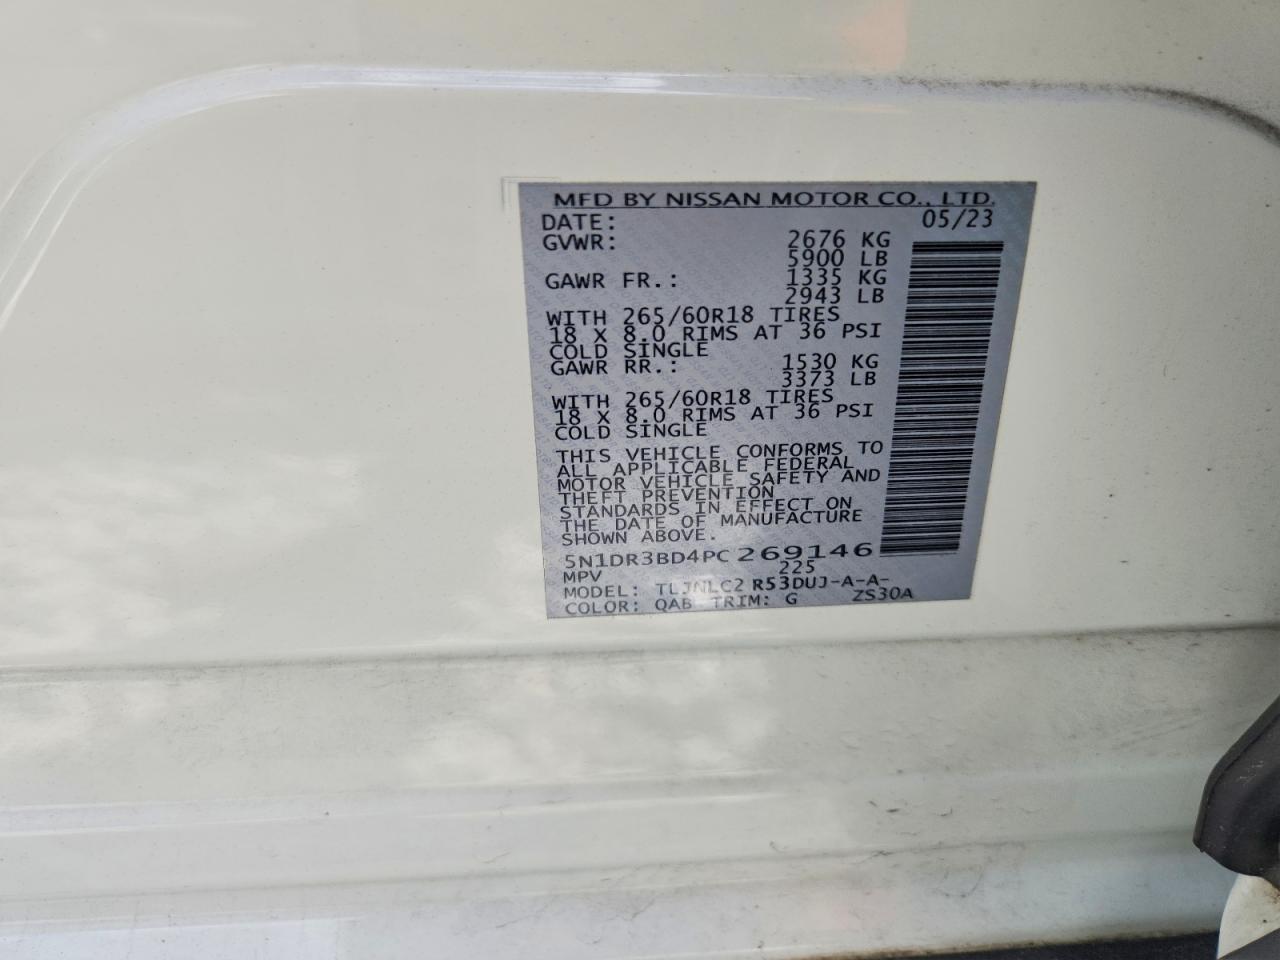 MFD BY NISSAN MOTOR CO., LTD.
DATE: 05/23
GVWR: 2676 KG
5900 LB
GAWR FR.: 1335 KG
2943 LB
WITH 265/60R18 TIRES
18 X 8.0 RIMS AT 36 PSI
COLD SINGLE
GAWR RR.: 1530 KG
3373 LB
WITH 265/60R18 TIRES
18 X 8.0 RIMS AT 36 PSI
COLD SINGLE
THIS VEHICLE CONFORMS TO
ALL APPLICABLE FEDERAL
MOTOR VEHICLE SAFETY AND
THEFT PREVENTION
STANDARDS IN EFFECT ON
THE DATE OF MANUFACTURE
SHOWN ABOVE.
5N1DR3BD4PC269146
MPV 225
MODEL: TLJNLC2 R53DUJ-A-A-
COLOR: QAB TRIM: G ZS30A